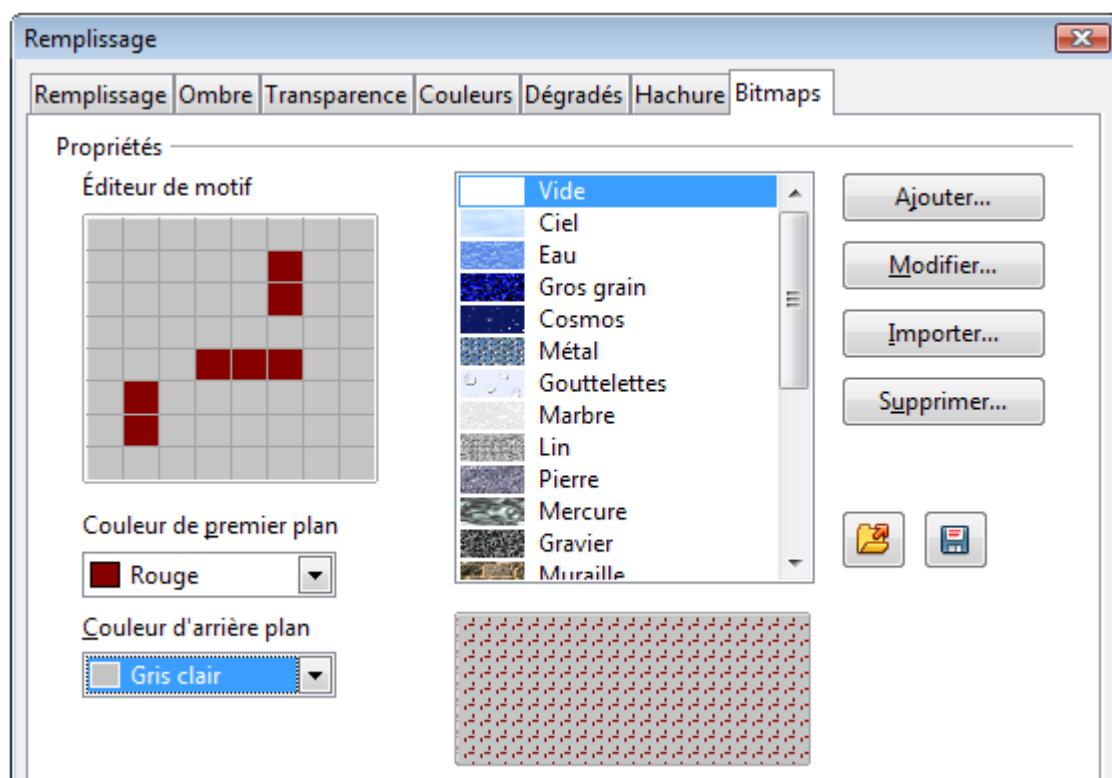 Remplissage
Remplissage Ombre Transparence Couleurs Dégradés Hachure Bitmaps
Propriétés
Éditeur de motif
Couleur de premier plan
Rouge
Couleur d'arrière plan
Gris clair
Vide
Ciel
Eau
Gros grain
Cosmos
Métal
Gouttelettes
Marbre
Lin
Pierre
Mercure
Gravier
Muraille
Ajouter...
Modifier...
Importer...
Supprimer...